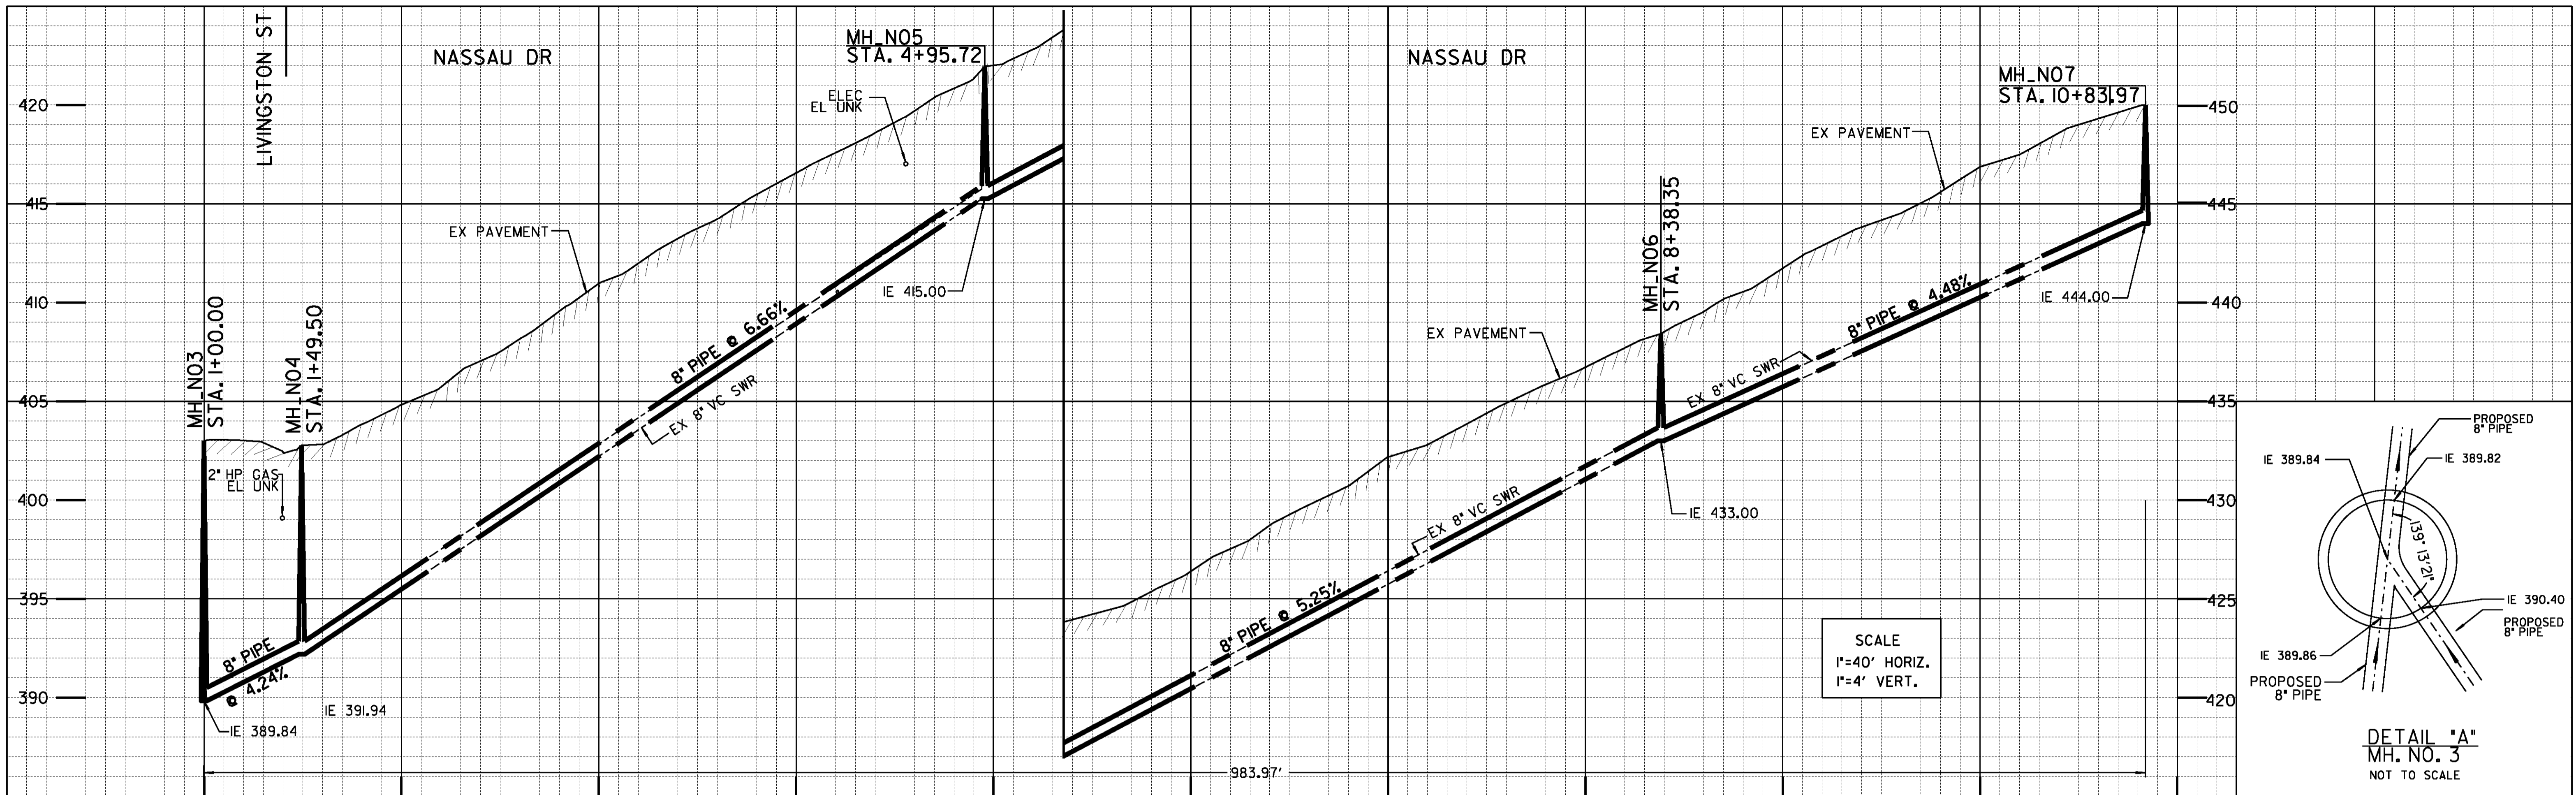 LIVINGSTON ST
NASSAU DR
MH_NO5
STA. 4+95.72
NASSAU DR
MH_NO7
STA. 10+83.97
420
415
410
405
400
395
390
ELEC
EL UNK
EX PAVEMENT
MH_NO3
STA. 1+00.00
MH_NO4
STA. 1+49.50
2" HP GAS
EL UNK
8" PIPE
@ 4.24%
IE 389.84
IE 391.94
8" PIPE @ 6.66%
EX 8" VC SWR
IE 415.00
8" PIPE @ 5.25%
EX 8" VC SWR
EX PAVEMENT
MH_NO6
STA. 8+38.35
IE 433.00
EX 8" VC SWR
8" PIPE @ 4.48%
EX PAVEMENT
IE 444.00
450
445
440
435
430
425
420
983.97'
SCALE
1"=40' HORIZ.
1"=4' VERT.
PROPOSED
8" PIPE
IE 389.84
IE 389.82
139° 13'21"
IE 390.40
PROPOSED
8" PIPE
IE 389.86
PROPOSED
8" PIPE
DETAIL "A"
MH. NO. 3
NOT TO SCALE